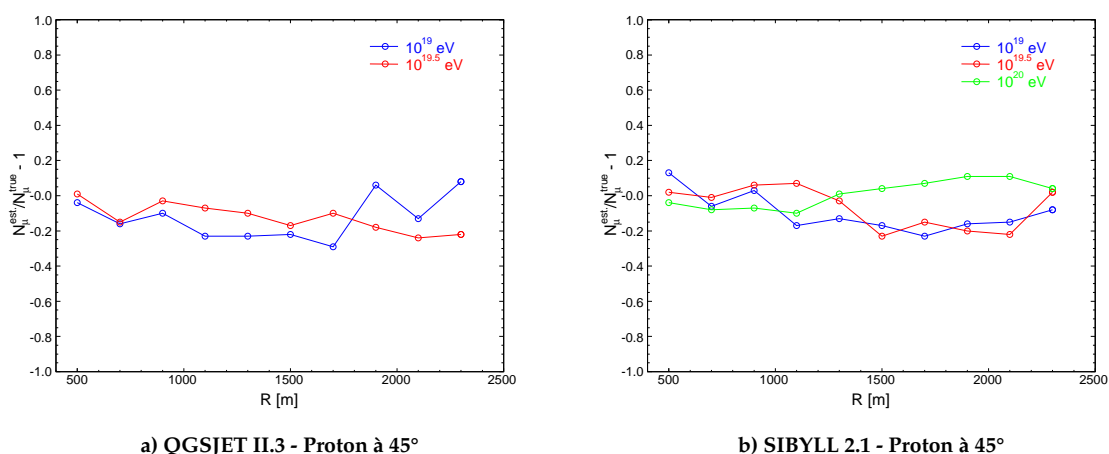 1.0
0.8
0.6
0.4
0.2
-0.0
-0.2
-0.4
-0.6
-0.8
-1.0
N_μ^est./N_μ^true - 1
10^19 eV
10^19.5 eV
500 1000 1500 2000 2500
R [m]
a) QGSJET II.3 - Proton à 45°
1.0
0.8
0.6
0.4
0.2
-0.0
-0.2
-0.4
-0.6
-0.8
-1.0
N_μ^est./N_μ^true - 1
10^19 eV
10^19.5 eV
10^20 eV
500 1000 1500 2000 2500
R [m]
b) SIBYLL 2.1 - Proton à 45°